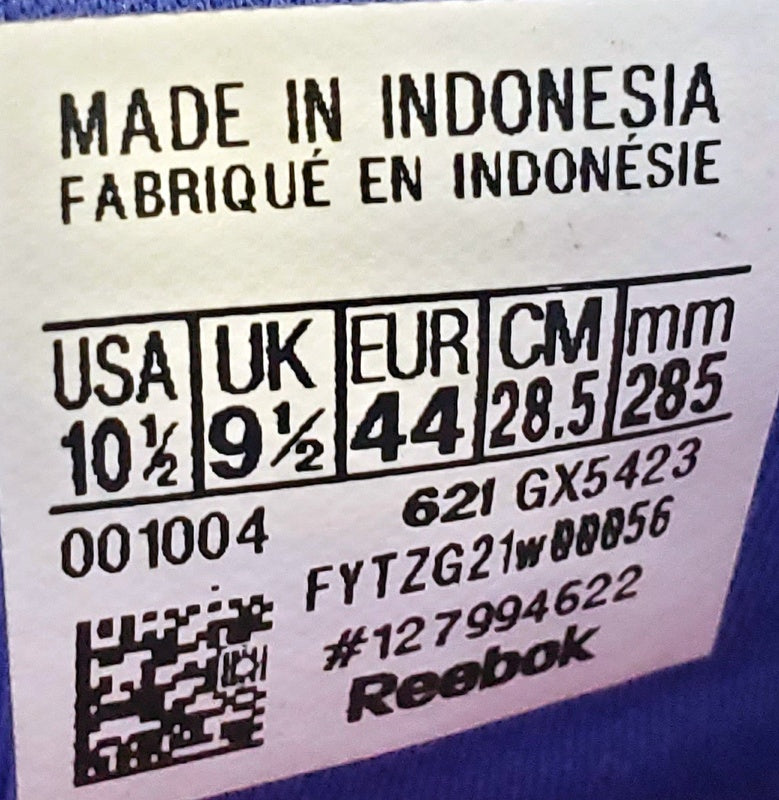 MADE IN INDONESIA
FABRIQUÉ EN INDONÉSIE
USA UK EUR CM mm
10½ 9½ 44 28.5 285
001004 621 GX5423
#127994622
Reebok